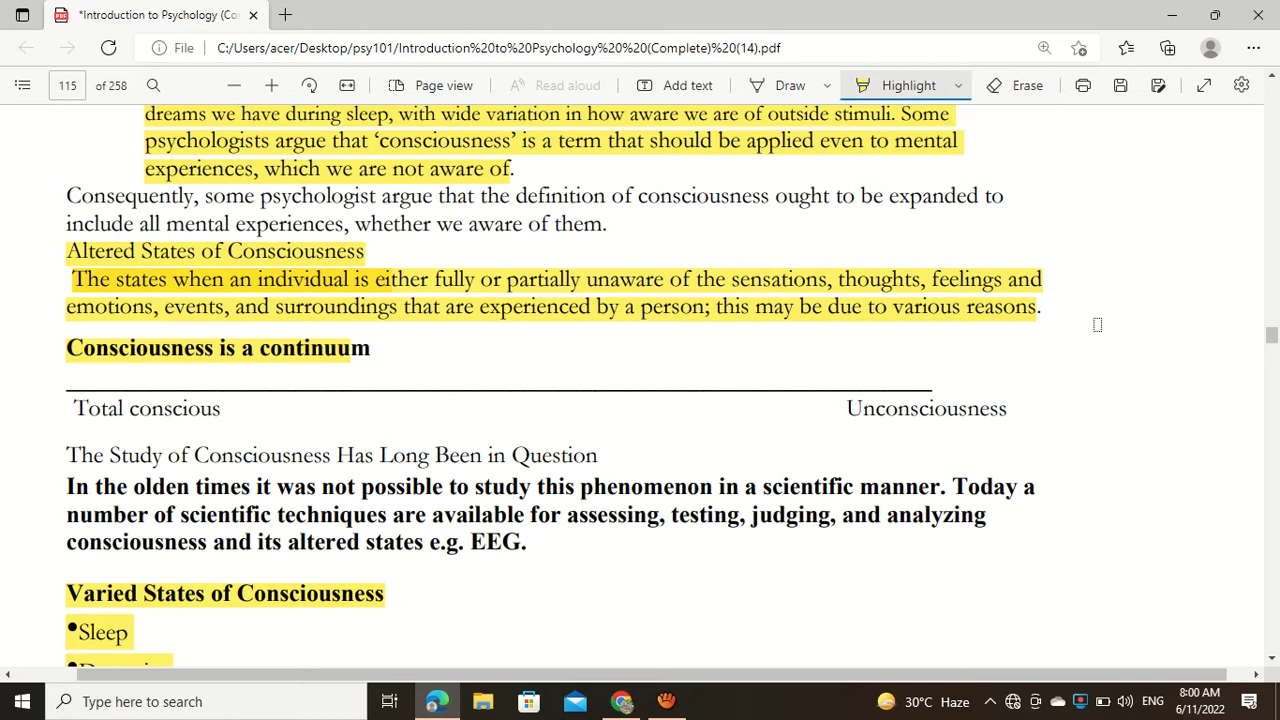 *Introduction to Psychology (Co
File
C:/Users/acer/Desktop/psy101/Introduction%20to%20Psychology%20%20(Complete)%20(14).pdf
115 of 258
Page view
Read aloud
Add text
Draw
Highlight
Erase
dreams we have during sleep, with wide variation in how aware we are of outside stimuli. Some
psychologists argue that ‘consciousness’ is a term that should be applied even to mental
experiences, which we are not aware of.
Consequently, some psychologist argue that the definition of consciousness ought to be expanded to
include all mental experiences, whether we aware of them.
Altered States of Consciousness
The states when an individual is either fully or partially unaware of the sensations, thoughts, feelings and
emotions, events, and surroundings that are experienced by a person; this may be due to various reasons.
Consciousness is a continuum
Total conscious Unconsciousness
The Study of Consciousness Has Long Been in Question
In the olden times it was not possible to study this phenomenon in a scientific manner. Today a
number of scientific techniques are available for assessing, testing, judging, and analyzing
consciousness and its altered states e.g. EEG.
Varied States of Consciousness
•Sleep
Type here to search
30°C Haze
ENG
8:00 AM
6/11/2022